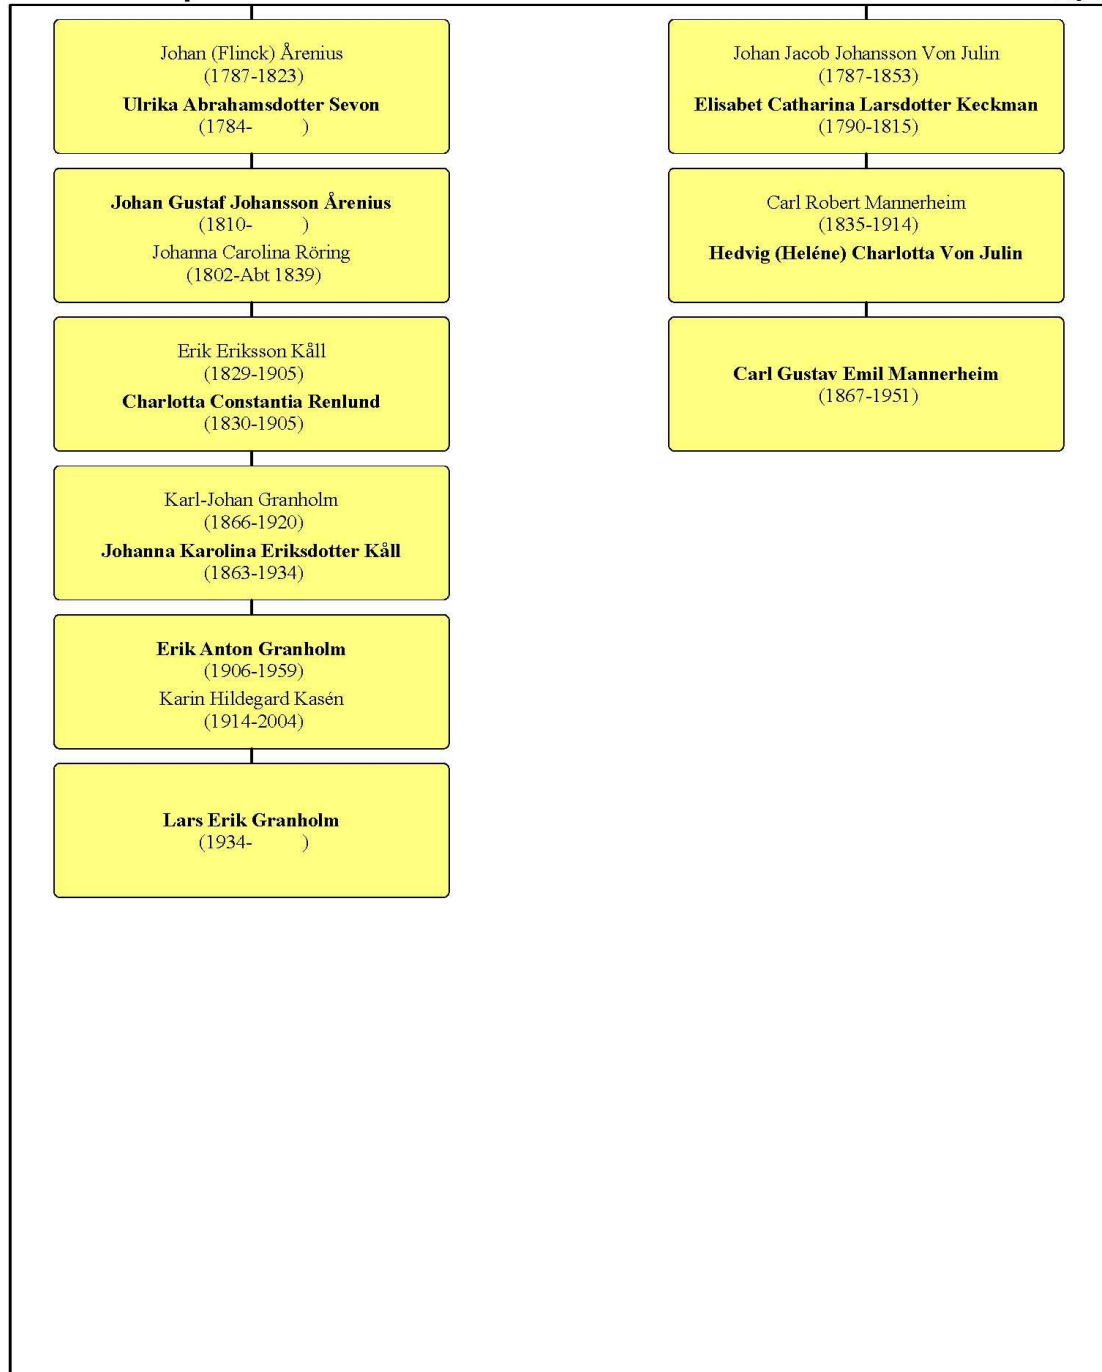 Johan (Flinck) Årenius
(1787-1823)
Ulrika Abrahamsdotter Sevon
(1784- )
Johan Gustaf Johansson Årenius
(1810- )
Johanna Carolina Röring
(1802-Abt 1839)
Erik Eriksson Kåll
(1829-1905)
Charlotta Constantia Renlund
(1830-1905)
Karl-Johan Granholm
(1866-1920)
Johanna Karolina Eriksdotter Kåll
(1863-1934)
Erik Anton Granholm
(1906-1959)
Karin Hildegard Kasén
(1914-2004)
Lars Erik Granholm
(1934- )
Johan Jacob Johansson Von Julin
(1787-1853)
Elisabet Catharina Larsdotter Keckman
(1790-1815)
Carl Robert Mannerheim
(1835-1914)
Hedvig (Heléne) Charlotta Von Julin
Carl Gustav Emil Mannerheim
(1867-1951)